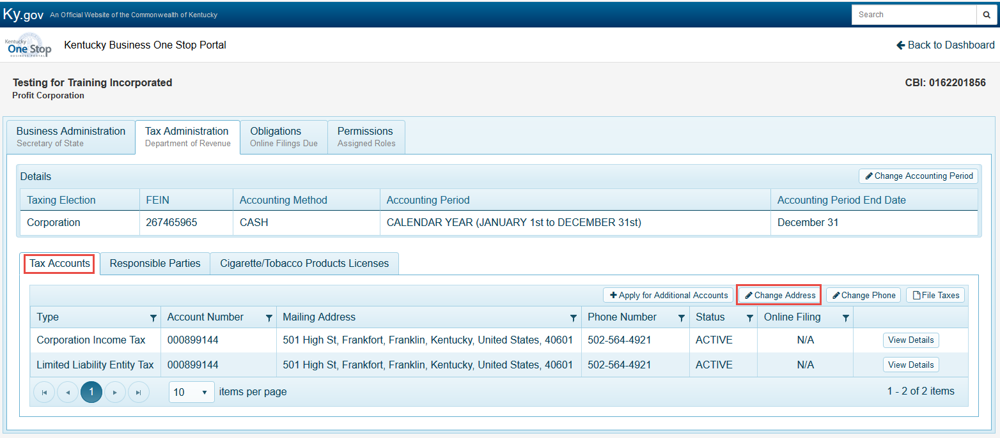 Ky.gov An Official Website of the Commonwealth of Kentucky Search
Kentucky
One Stop
BUSINESS PORTAL
Kentucky Business One Stop Portal Back to Dashboard
Testing for Training Incorporated CBI: 0162201856
Profit Corporation
Business Administration Tax Administration Obligations Permissions
Secretary of State Department of Revenue Online Filings Due Assigned Roles
Details Change Accounting Period
Taxing Election FEIN Accounting Method Accounting Period Accounting Period End Date
Corporation 267465965 CASH CALENDAR YEAR (JANUARY 1st to DECEMBER 31st) December 31
Tax Accounts Responsible Parties Cigarette/Tobacco Products Licenses
Apply for Additional Accounts Change Address Change Phone File Taxes
Type Account Number Mailing Address Phone Number Status Online Filing
Corporation Income Tax 000899144 501 High St, Frankfort, Franklin, Kentucky, United States, 40601 502-564-4921 ACTIVE N/A View Details
Limited Liability Entity Tax 000899144 501 High St, Frankfort, Franklin, Kentucky, United States, 40601 502-564-4921 ACTIVE N/A View Details
1 10 items per page 1 - 2 of 2 items